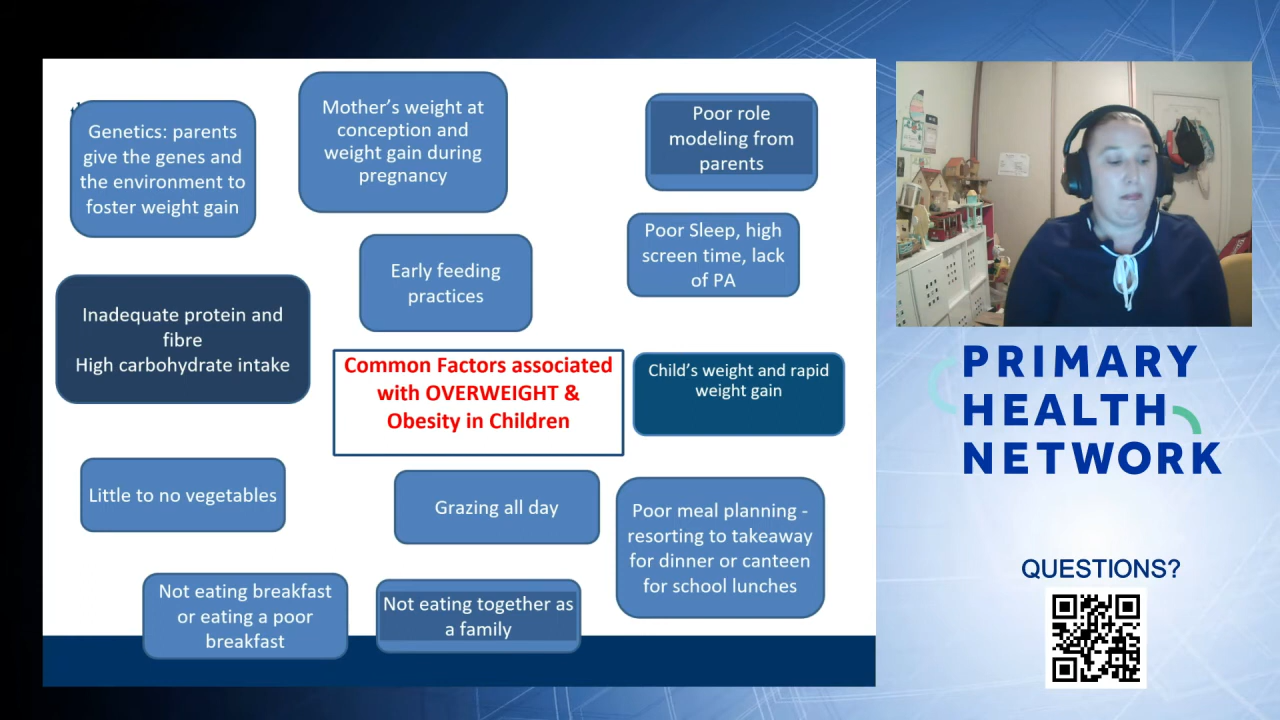 Genetics: parents
give the genes and
the environment to
foster weight gain
Mother's weight at
conception and
weight gain during
pregnancy
Poor role
modeling from
parents
Early feeding
practices
Poor Sleep, high
screen time, lack
of PA
Inadequate protein and
fibre
High carbohydrate intake
Common Factors associated
with OVERWEIGHT &
Obesity in Children
Child's weight and rapid
weight gain
Little to no vegetables
Grazing all day
Poor meal planning -
resorting to takeaway
for dinner or canteen
for school lunches
Not eating breakfast
or eating a poor
breakfast
Not eating together as
a family
PRIMARY
HEALTH
NETWORK
QUESTIONS?